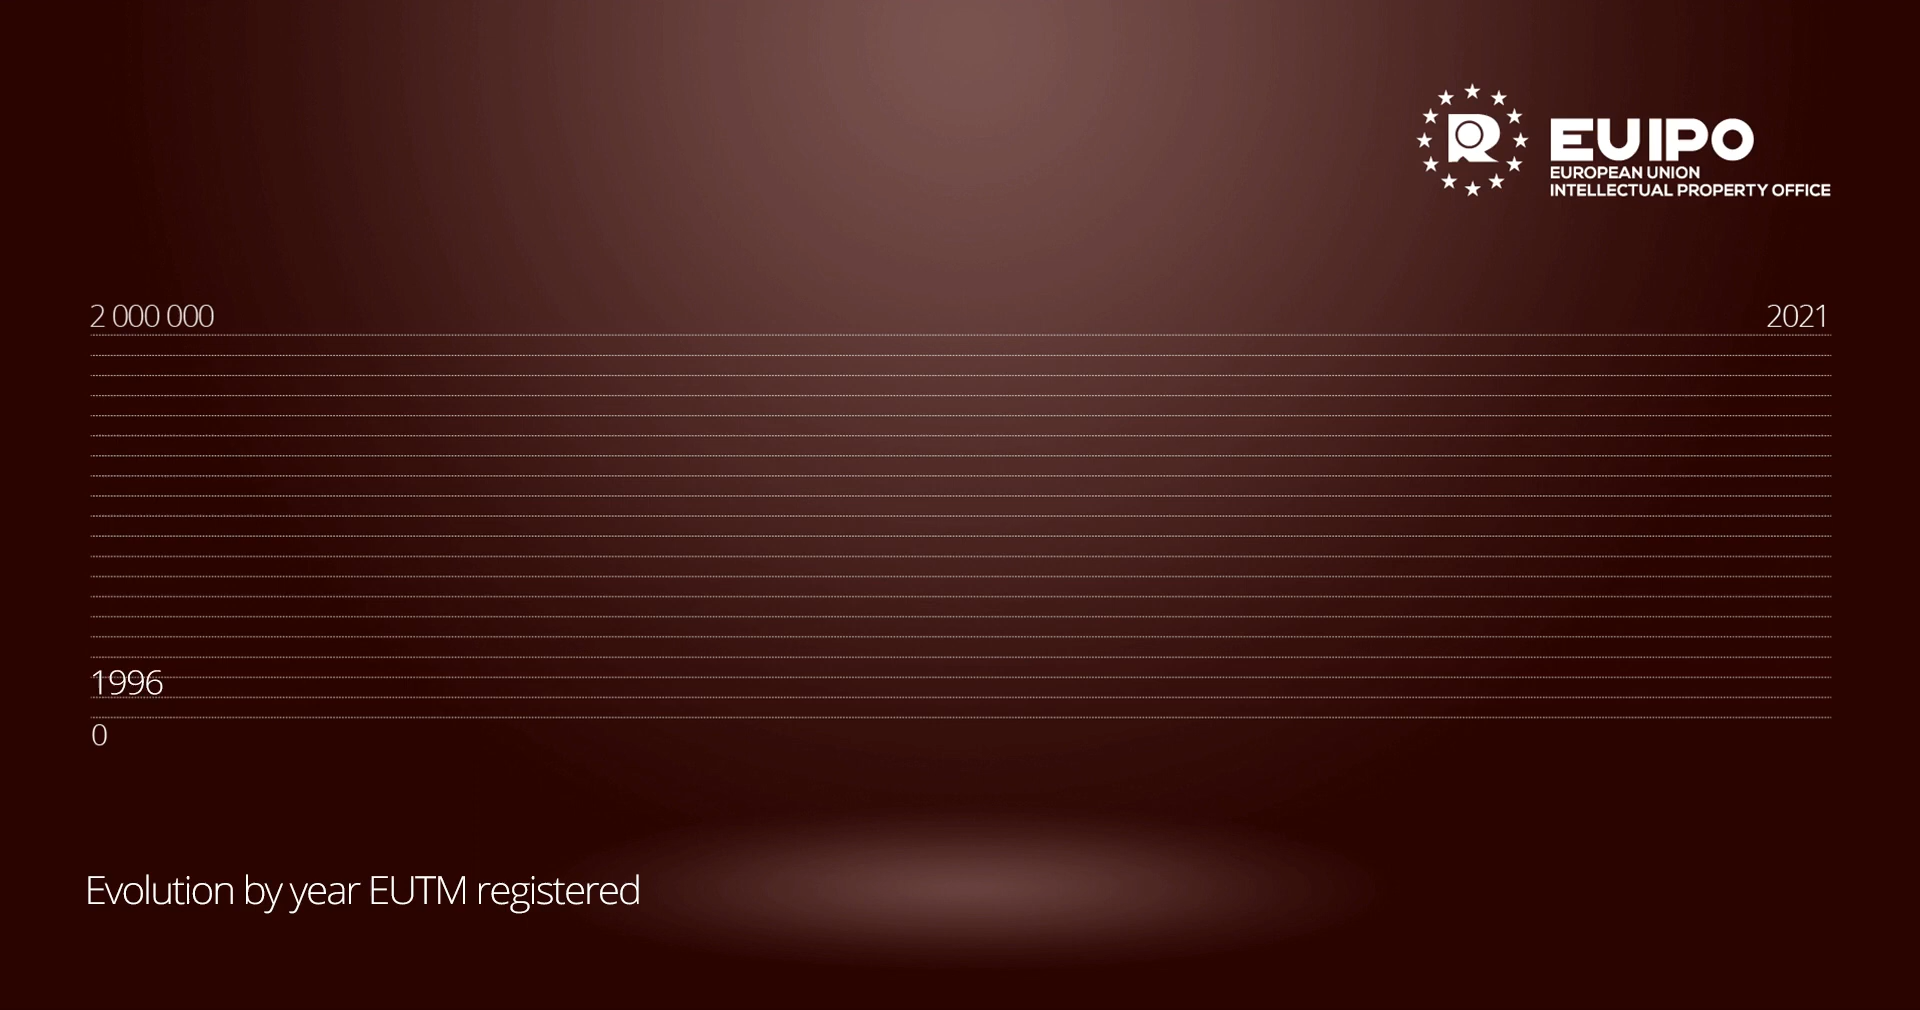 EUIPO
EUROPEAN UNION
INTELLECTUAL PROPERTY OFFICE
2 000 000
2021
1996
0
Evolution by year EUTM registered